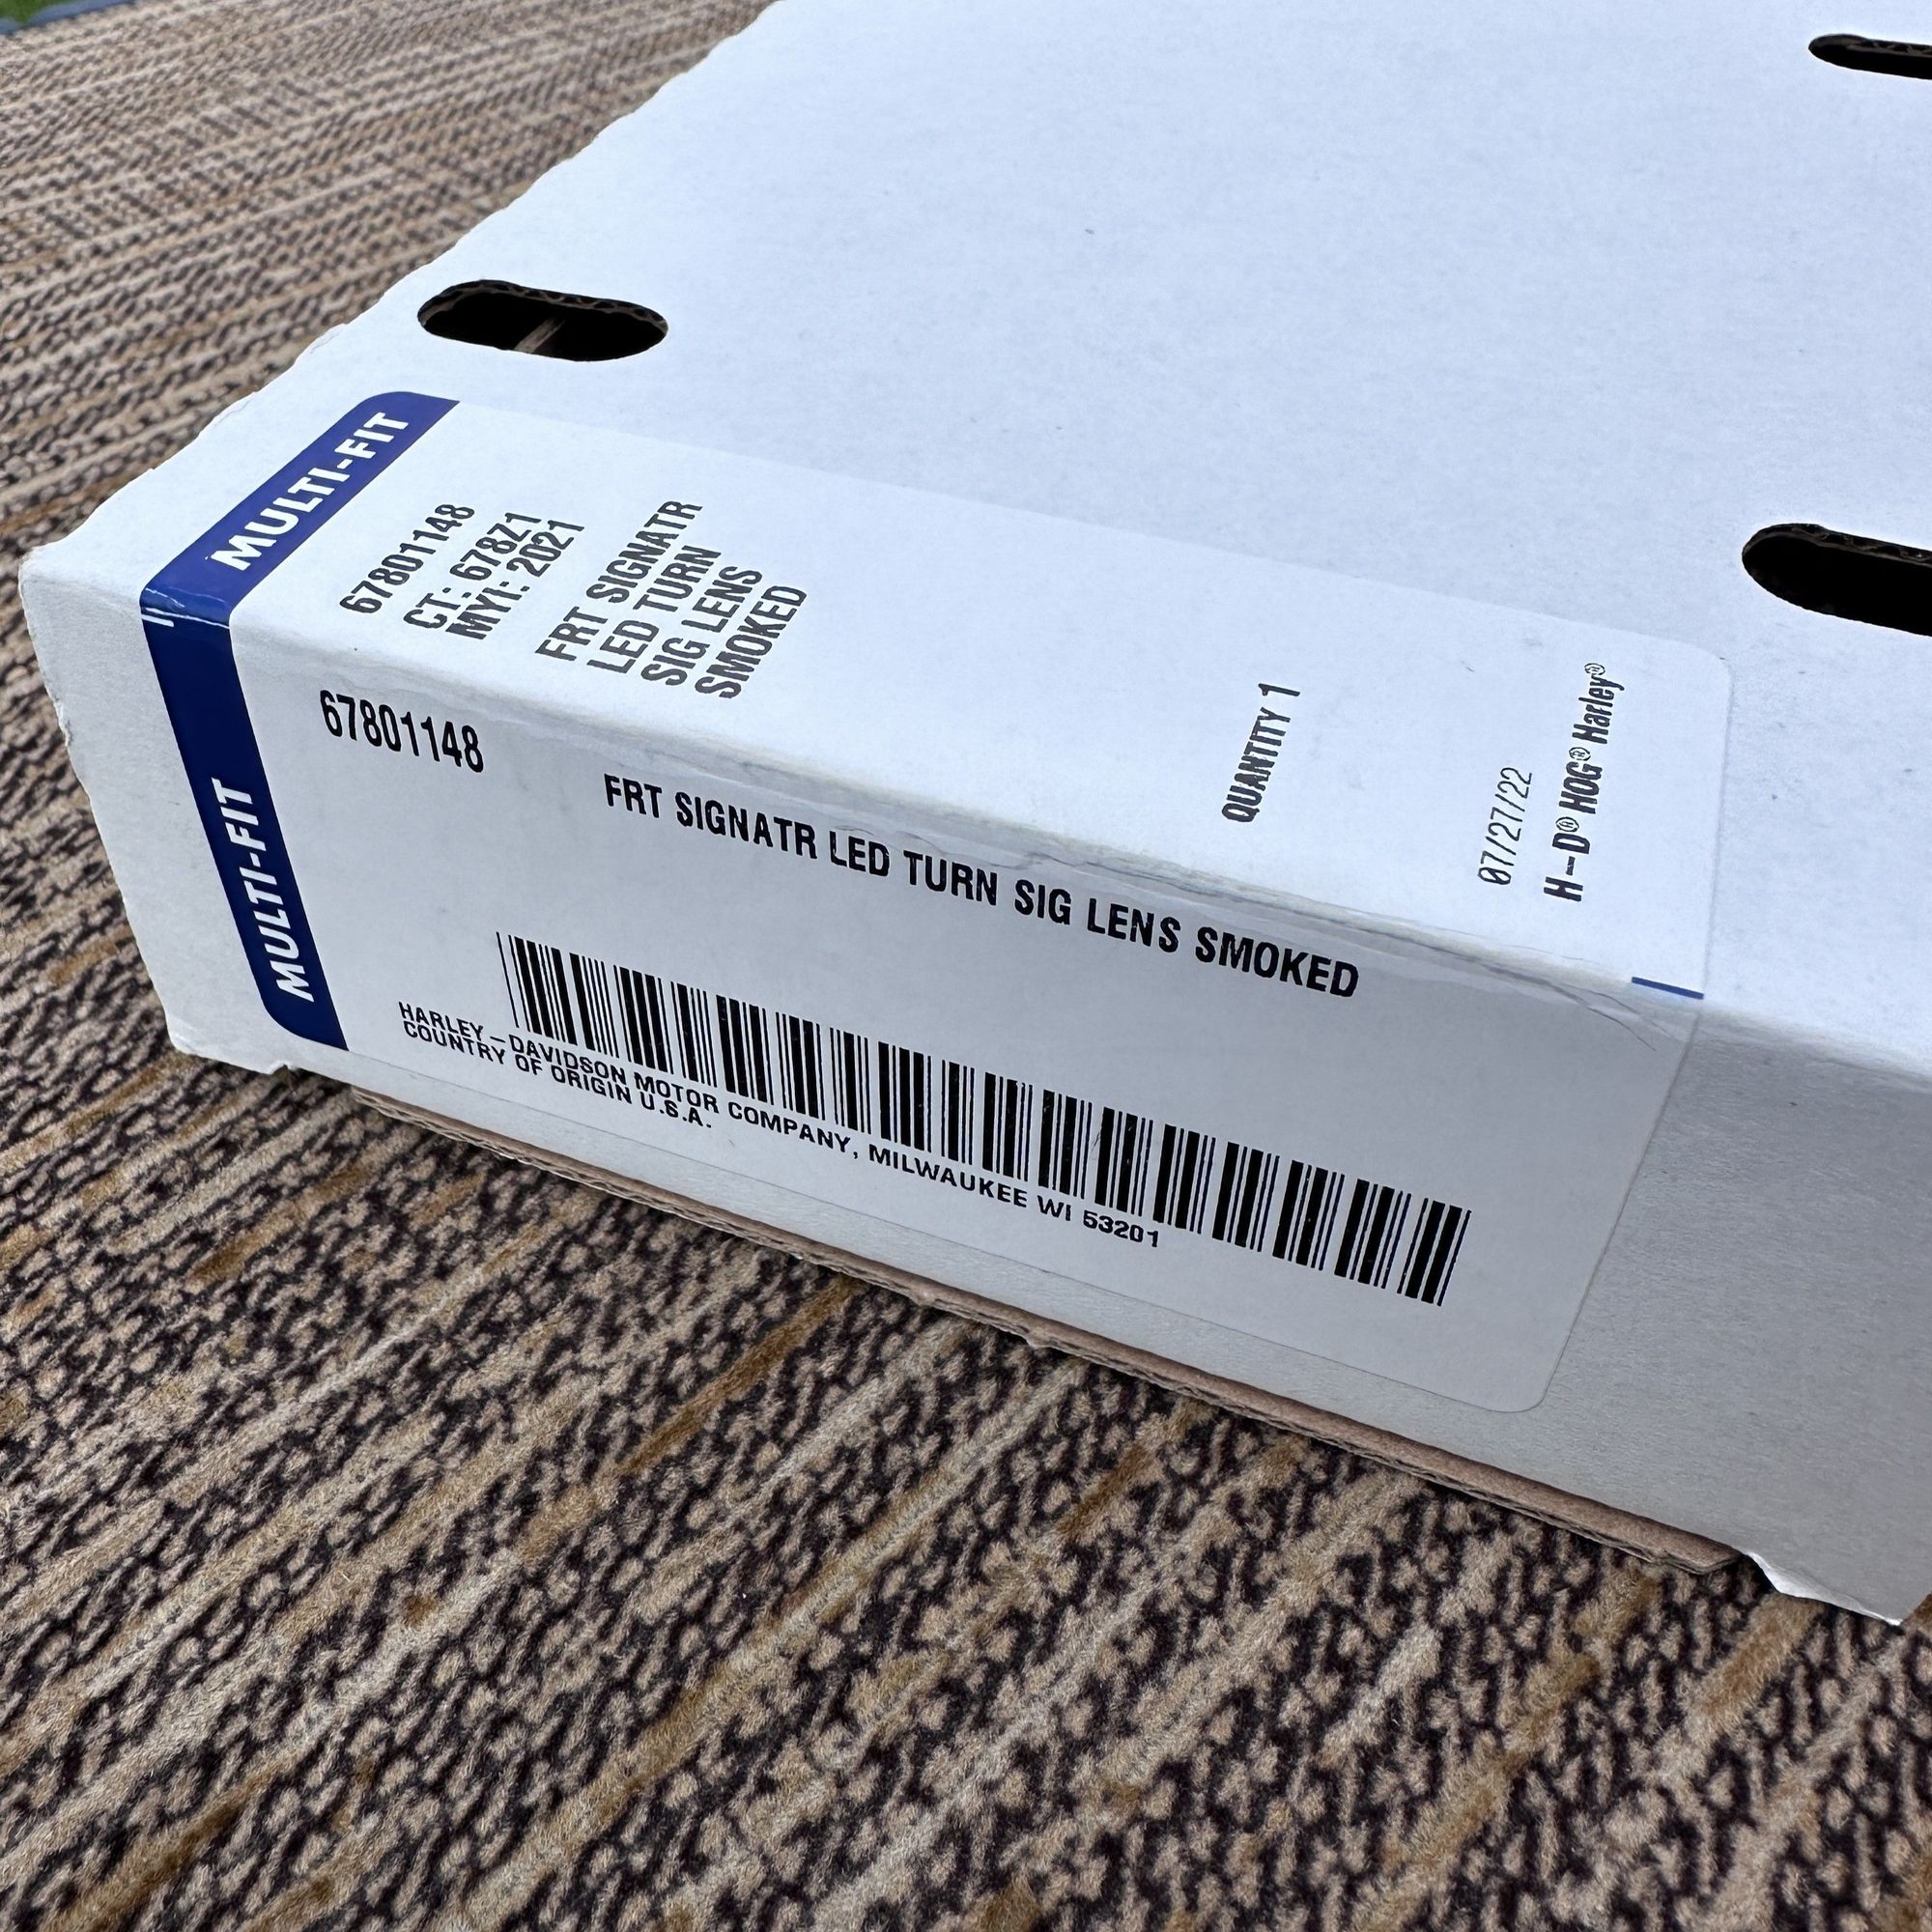 MULTI-FIT
67801148
CT: 678Z1
MYI: 2021
FRT SIGNATR
LED TURN
SIG LENS
SMOKED
QUANTITY 1
07/27/22
H-D® HOG® Harley®
MULTI-FIT
67801148
FRT SIGNATR LED TURN SIG LENS SMOKED
HARLEY-DAVIDSON MOTOR COMPANY, MILWAUKEE WI 53201
COUNTRY OF ORIGIN U.S.A.